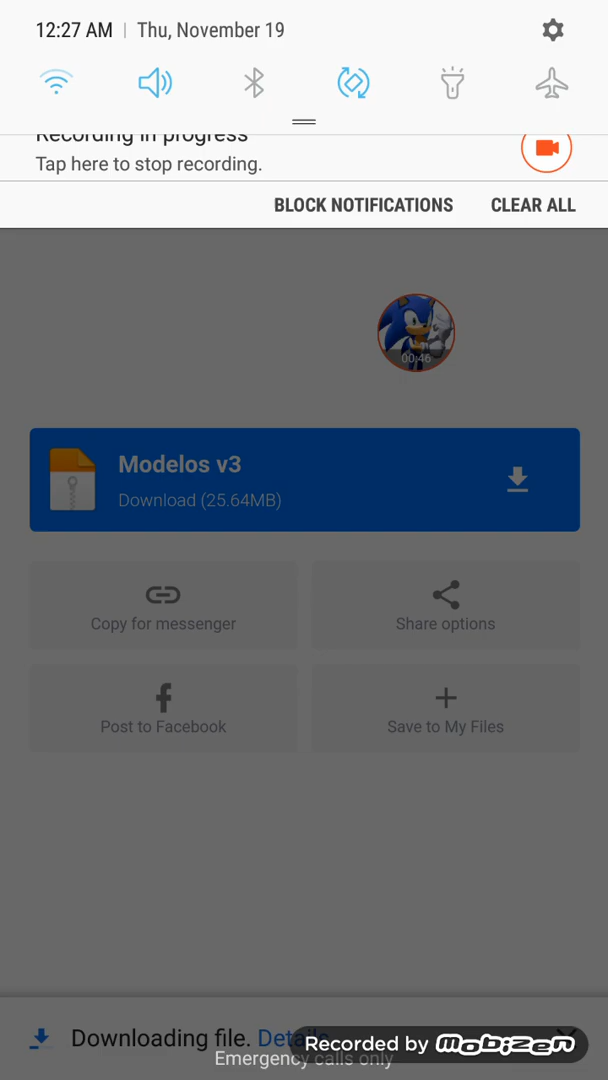 12:27 AM | Thu, November 19
Recording in progress
Tap here to stop recording.
BLOCK NOTIFICATIONS CLEAR ALL
00:46
Modelos v3
Download (25.64MB)
Copy for messenger
Share options
Post to Facebook
Save to My Files
Downloading file.
Recorded by mobizen
Emergency calls only